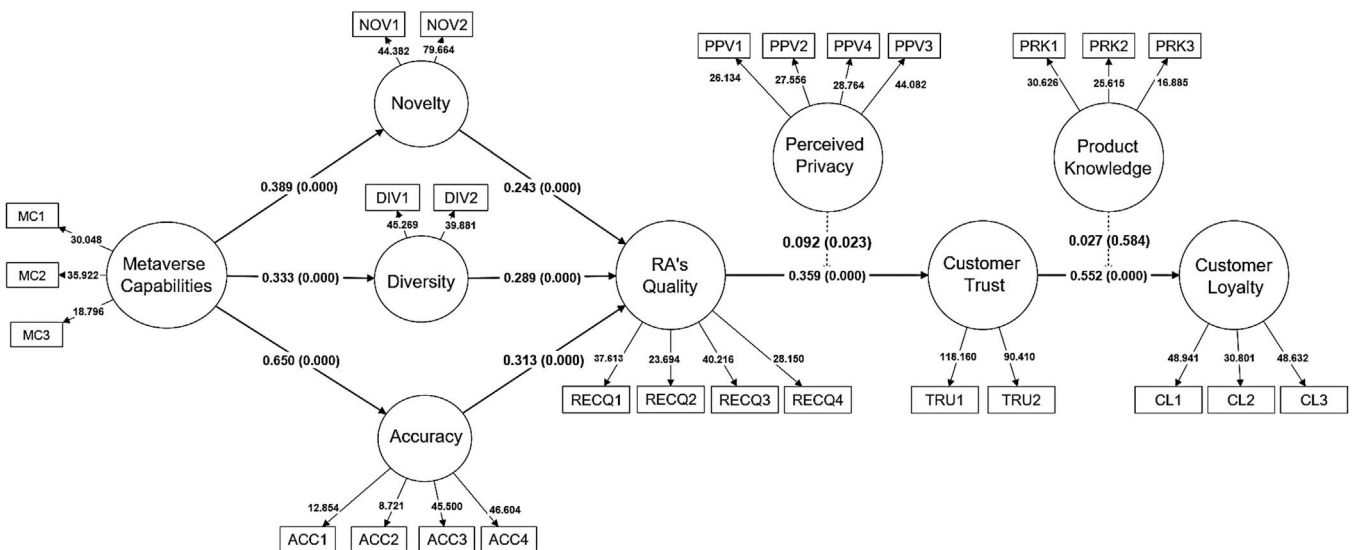 NOV1
NOV2
44.382
79.664
Novelty
PPV1
PPV2
PPV4
PPV3
26.134
27.556
28.764
44.082
Perceived
Privacy
PRK1
PRK2
PRK3
30.626
25.615
16.885
Product
Knowledge
0.389 (0.000)
0.243 (0.000)
DIV1
DIV2
45.269
39.881
Diversity
MC1
MC2
MC3
30.048
35.922
18.796
Metaverse
Capabilities
0.333 (0.000)
0.289 (0.000)
RA's
Quality
0.092 (0.023)
0.359 (0.000)
Customer
Trust
0.027 (0.584)
0.552 (0.000)
Customer
Loyalty
0.650 (0.000)
0.313 (0.000)
37.613
23.694
40.216
28.150
RECQ1
RECQ2
RECQ3
RECQ4
118.160
90.410
TRU1
TRU2
48.941
30.801
48.632
CL1
CL2
CL3
Accuracy
12.854
8.721
45.500
46.604
ACC1
ACC2
ACC3
ACC4